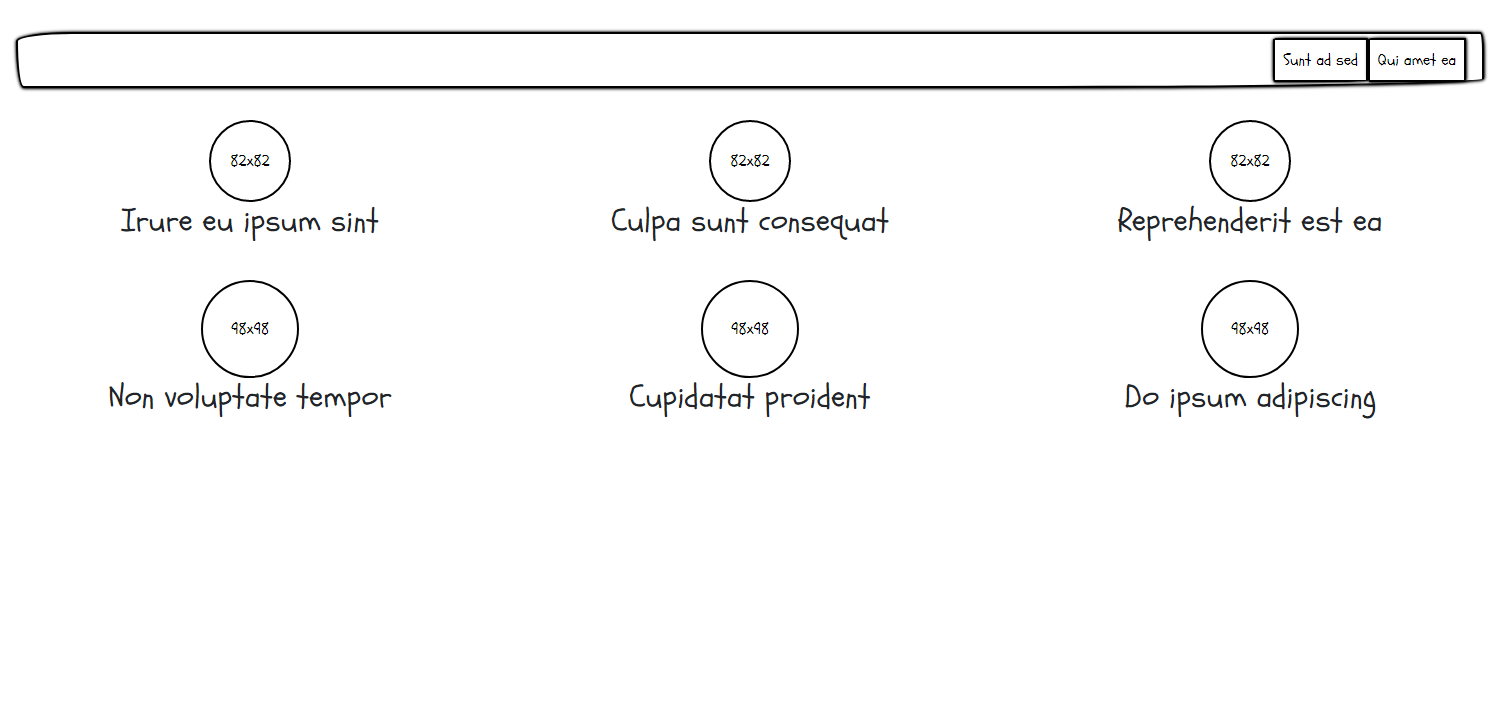 Sunt ad sed
Qui amet ea
82x82
82x82
82x82
Irure eu ipsum sint
Culpa sunt consequat
Reprehenderit est ea
98x98
98x98
98x98
Non voluptate tempor
Cupidatat proident
Do ipsum adipiscing